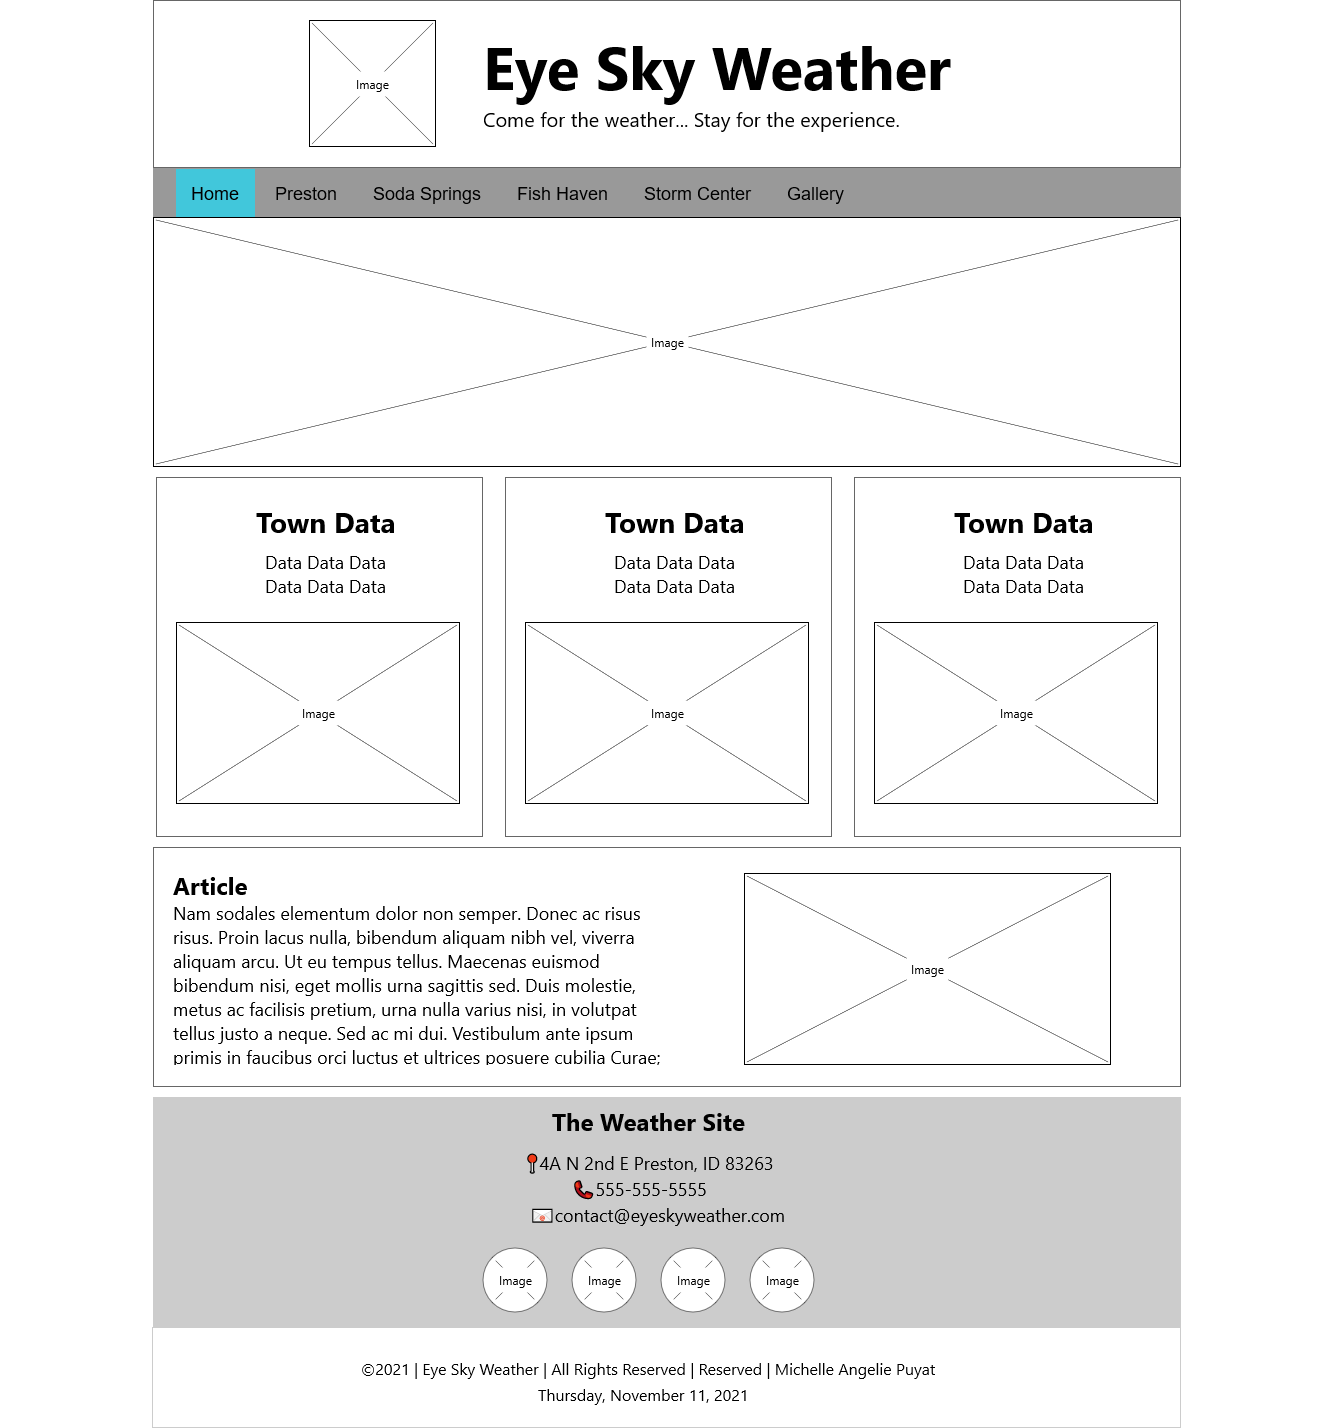 Image
Eye Sky Weather
Come for the weather... Stay for the experience.
Home Preston Soda Springs Fish Haven Storm Center Gallery
Image
Town Data
Data Data Data
Data Data Data
Image
Town Data
Data Data Data
Data Data Data
Image
Town Data
Data Data Data
Data Data Data
Image
Article
Nam sodales elementum dolor non semper. Donec ac risus
risus. Proin lacus nulla, bibendum aliquam nibh vel, viverra
aliquam arcu. Ut eu tempus tellus. Maecenas euismod
bibendum nisi, eget mollis urna sagittis sed. Duis molestie,
metus ac facilisis pretium, urna nulla varius nisi, in volutpat
tellus justo a neque. Sed ac mi dui. Vestibulum ante ipsum
primis in faucibus orci luctus et ultrices posuere cubilia Curae;
Image
The Weather Site
4A N 2nd E Preston, ID 83263
555-555-5555
contact@eyeskyweather.com
Image Image Image Image
©2021 | Eye Sky Weather | All Rights Reserved | Reserved | Michelle Angelie Puyat
Thursday, November 11, 2021